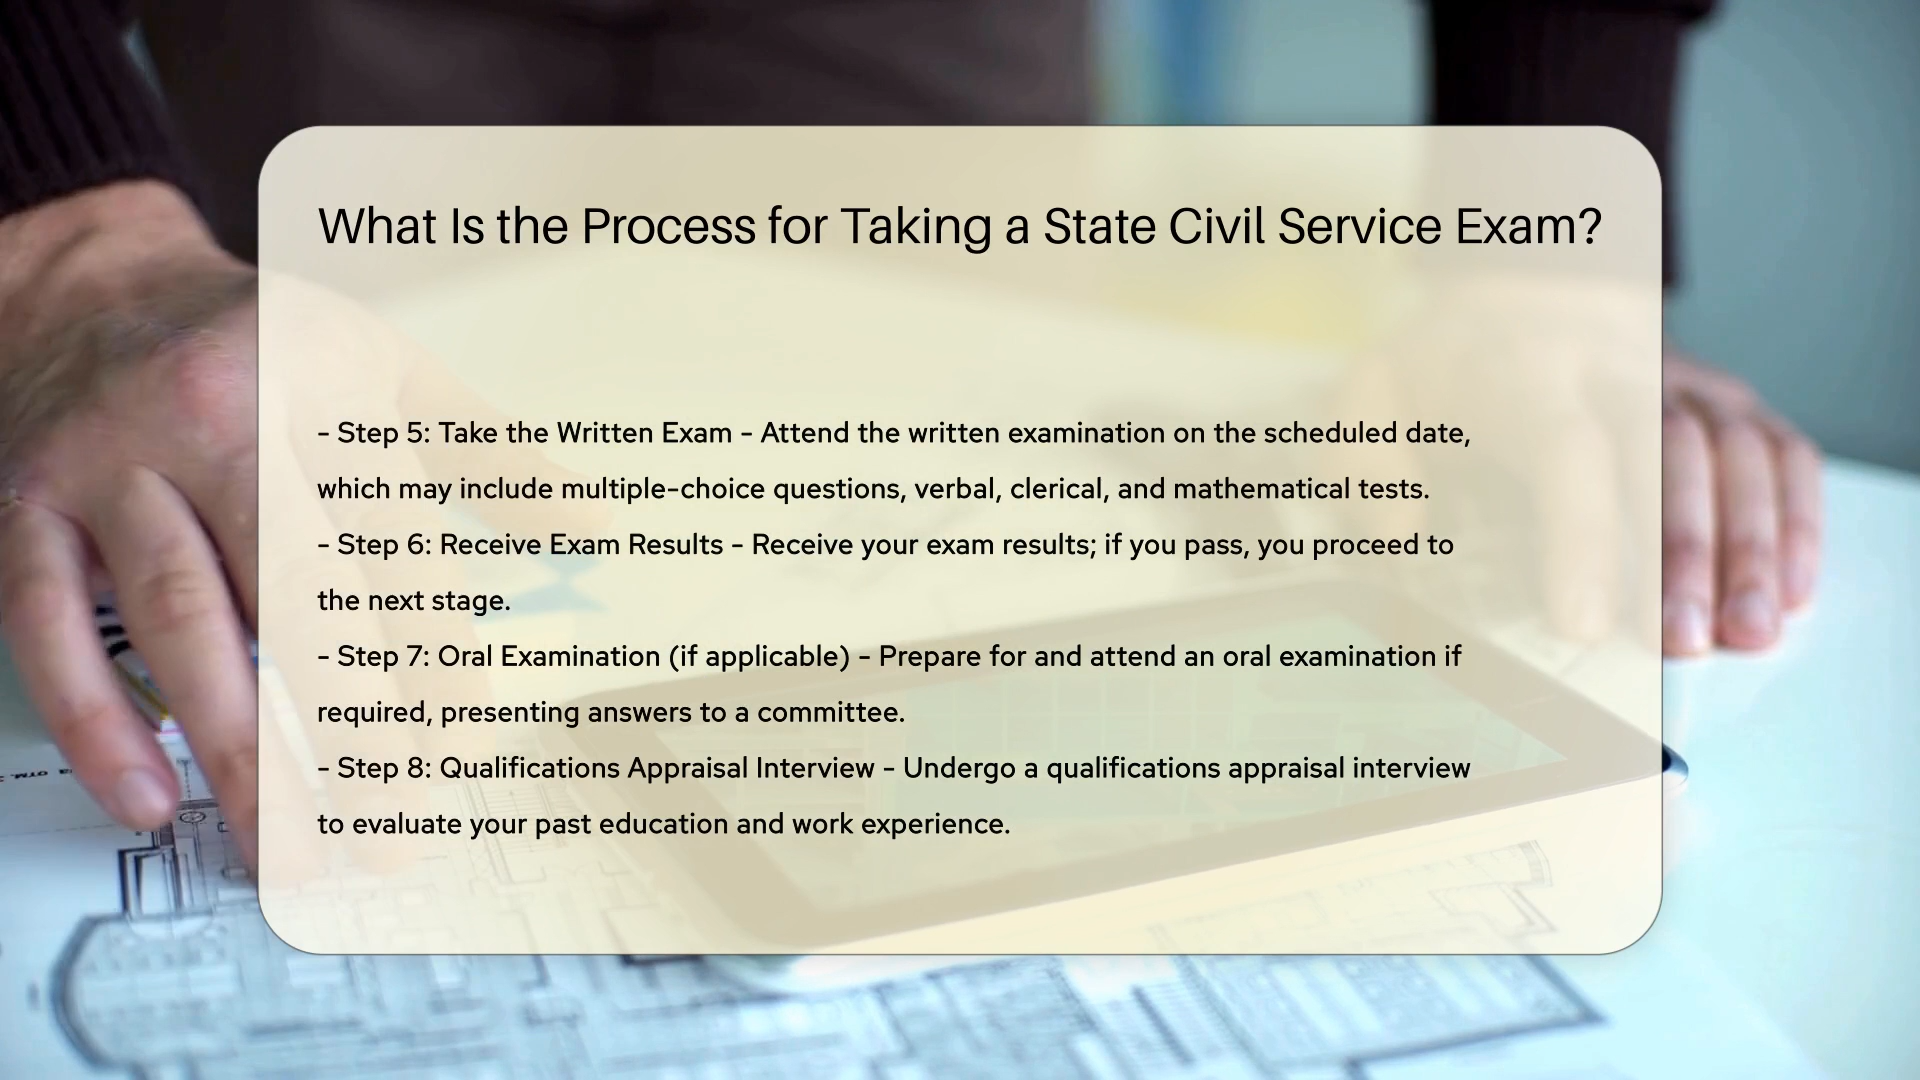 What Is the Process for Taking a State Civil Service Exam?
- Step 5: Take the Written Exam - Attend the written examination on the scheduled date,
which may include multiple-choice questions, verbal, clerical, and mathematical tests.
- Step 6: Receive Exam Results - Receive your exam results; if you pass, you proceed to
the next stage.
- Step 7: Oral Examination (if applicable) - Prepare for and attend an oral examination if
required, presenting answers to a committee.
- Step 8: Qualifications Appraisal Interview - Undergo a qualifications appraisal interview
to evaluate your past education and work experience.